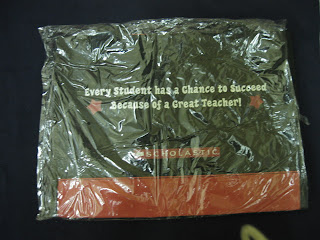 Every Student has a Chance to Succeed
Because of a Great Teacher!
SCHOLASTIC